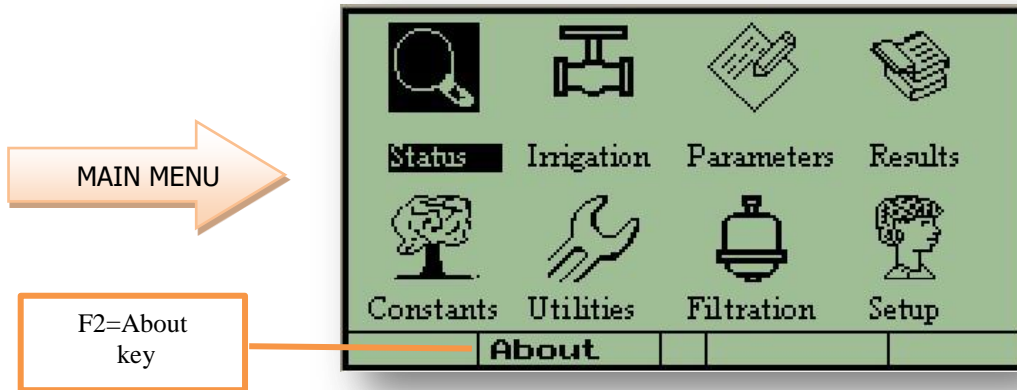 MAIN MENU
Status Irrigation Parameters Results
Constants Utilities Filtration Setup
F2=About
key
About